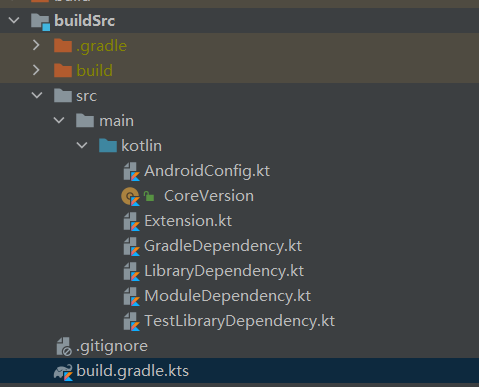 build
buildSrc
.gradle
build
src
main
kotlin
AndroidConfig.kt
CoreVersion
Extension.kt
GradleDependency.kt
LibraryDependency.kt
ModuleDependency.kt
TestLibraryDependency.kt
.gitignore
build.gradle.kts